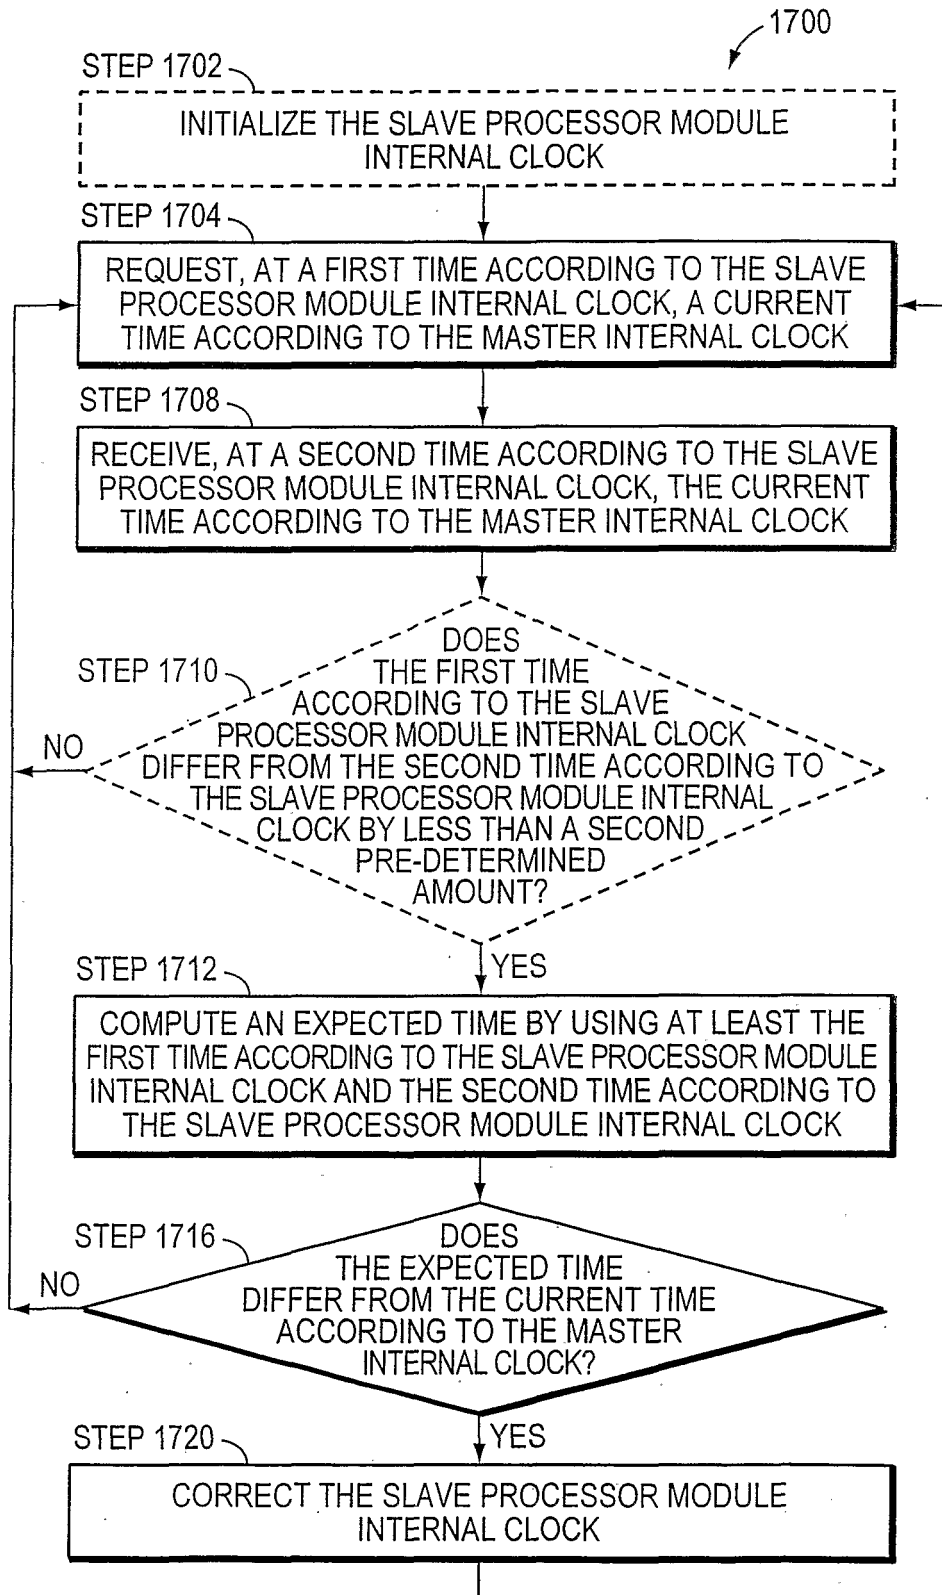 1700
STEP 1702
INITIALIZE THE SLAVE PROCESSOR MODULE
INTERNAL CLOCK
STEP 1704
REQUEST, AT A FIRST TIME ACCORDING TO THE SLAVE
PROCESSOR MODULE INTERNAL CLOCK, A CURRENT
TIME ACCORDING TO THE MASTER INTERNAL CLOCK
STEP 1708
RECEIVE, AT A SECOND TIME ACCORDING TO THE SLAVE
PROCESSOR MODULE INTERNAL CLOCK, THE CURRENT
TIME ACCORDING TO THE MASTER INTERNAL CLOCK
STEP 1710
DOES
THE FIRST TIME
ACCORDING TO THE SLAVE
PROCESSOR MODULE INTERNAL CLOCK
DIFFER FROM THE SECOND TIME ACCORDING TO
THE SLAVE PROCESSOR MODULE INTERNAL
CLOCK BY LESS THAN A SECOND
PRE-DETERMINED
AMOUNT?
NO
YES
STEP 1712
COMPUTE AN EXPECTED TIME BY USING AT LEAST THE
FIRST TIME ACCORDING TO THE SLAVE PROCESSOR MODULE
INTERNAL CLOCK AND THE SECOND TIME ACCORDING TO
THE SLAVE PROCESSOR MODULE INTERNAL CLOCK
STEP 1716
DOES
THE EXPECTED TIME
DIFFER FROM THE CURRENT TIME
ACCORDING TO THE MASTER
INTERNAL CLOCK?
NO
YES
STEP 1720
CORRECT THE SLAVE PROCESSOR MODULE
INTERNAL CLOCK